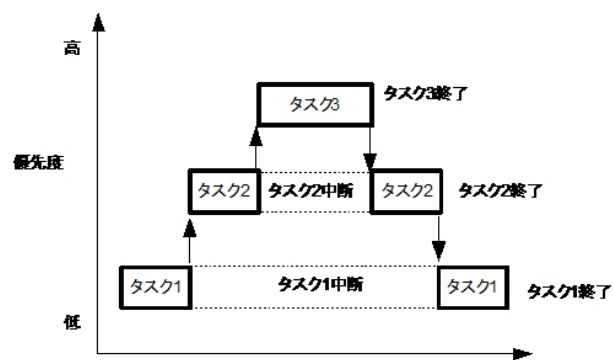 高
タスク3
タスク3終了
優先度
タスク2
タスク2中断
タスク2
タスク2終了
タスク1
タスク1中断
タスク1
タスク1終了
低